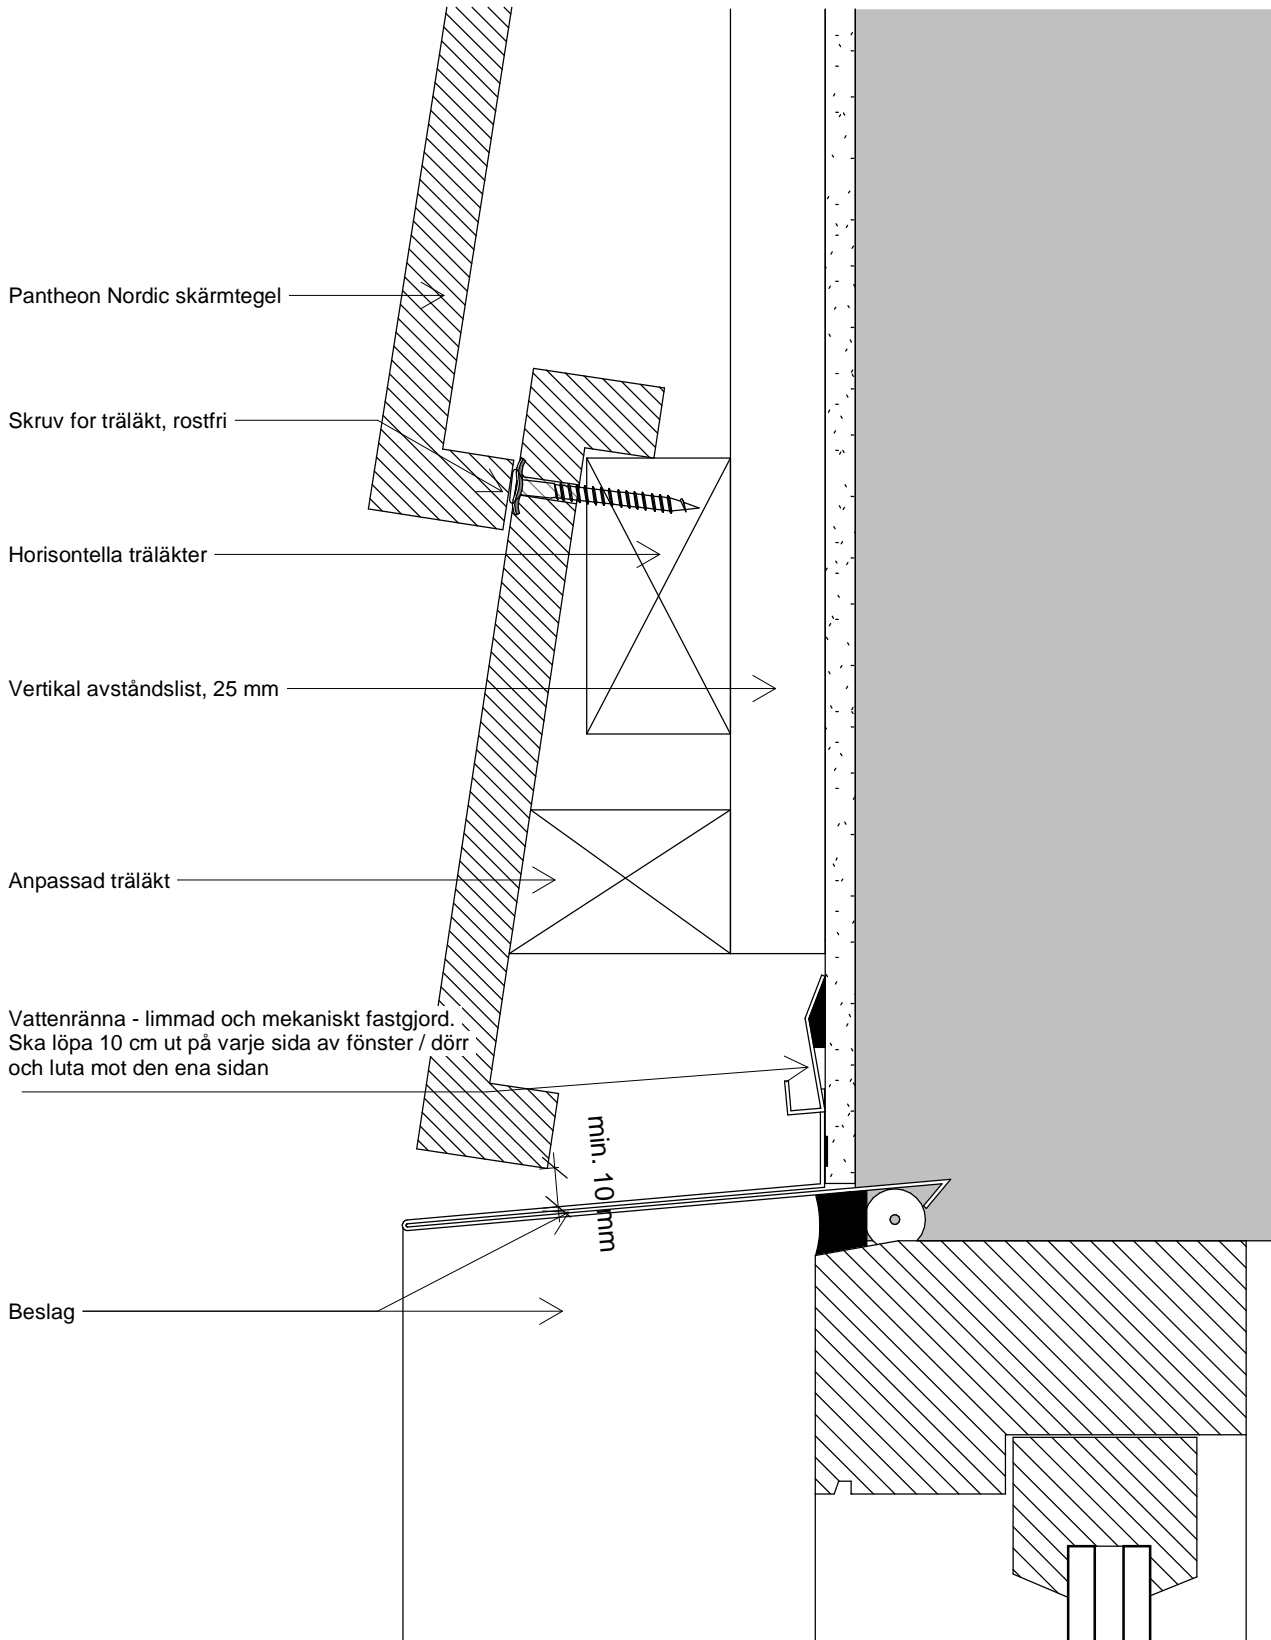 Pantheon Nordic skärmtegel
Skruv for träläkt, rostfri
Horisontella träläkter
Vertikal avståndslist, 25 mm
Anpassad träläkt
Vattenränna - limmad och mekaniskt fastgjord.
Ska löpa 10 cm ut på varje sida av fönster / dörr
och luta mot den ena sidan
min. 10 mm
Beslag